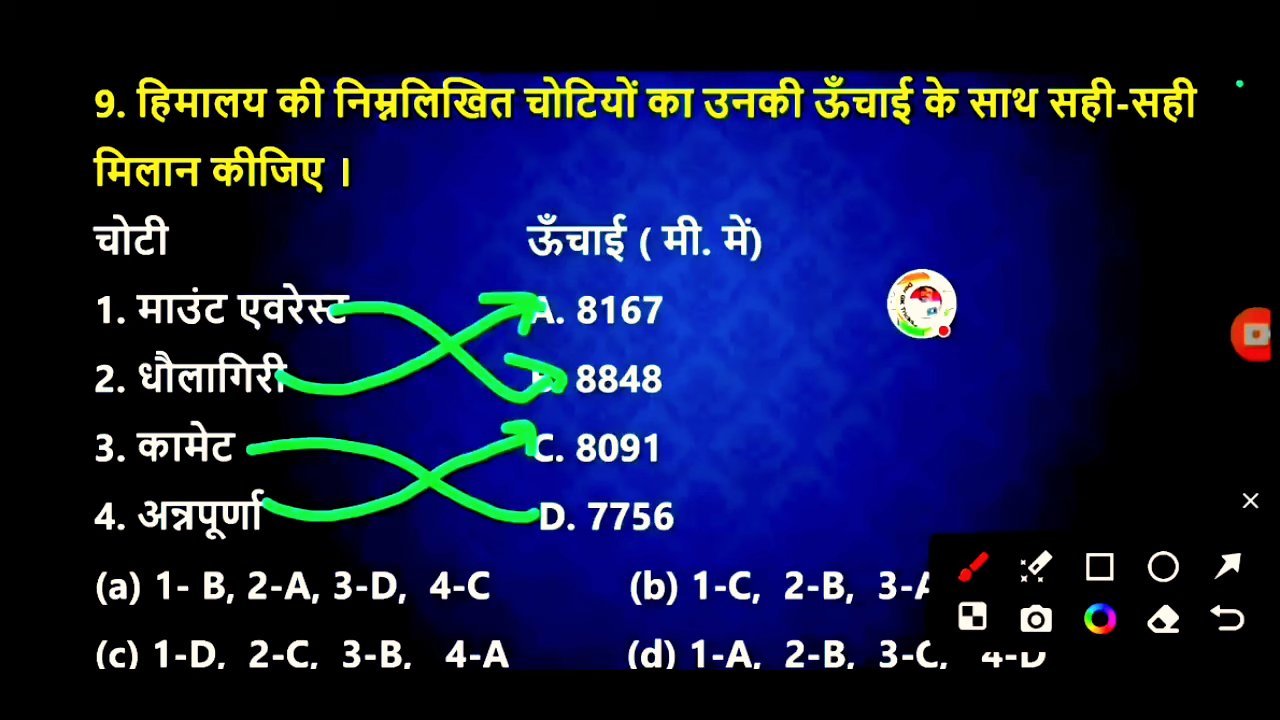 9. हिमालय की निम्नलिखित चोटियों का उनकी ऊँचाई के साथ सही-सही
मिलान कीजिए ।
चोटी ऊँचाई ( मी. में)
1. माउंट एवरेस्ट A. 8167
2. धौलागिरी B. 8848
3. कामेट C. 8091
4. अन्नपूर्णा D. 7756
(a) 1- B, 2-A, 3-D, 4-C (b) 1-C, 2-B, 3-A
(c) 1-D, 2-C, 3-B, 4-A (d) 1-A, 2-B, 3-C, 4-D